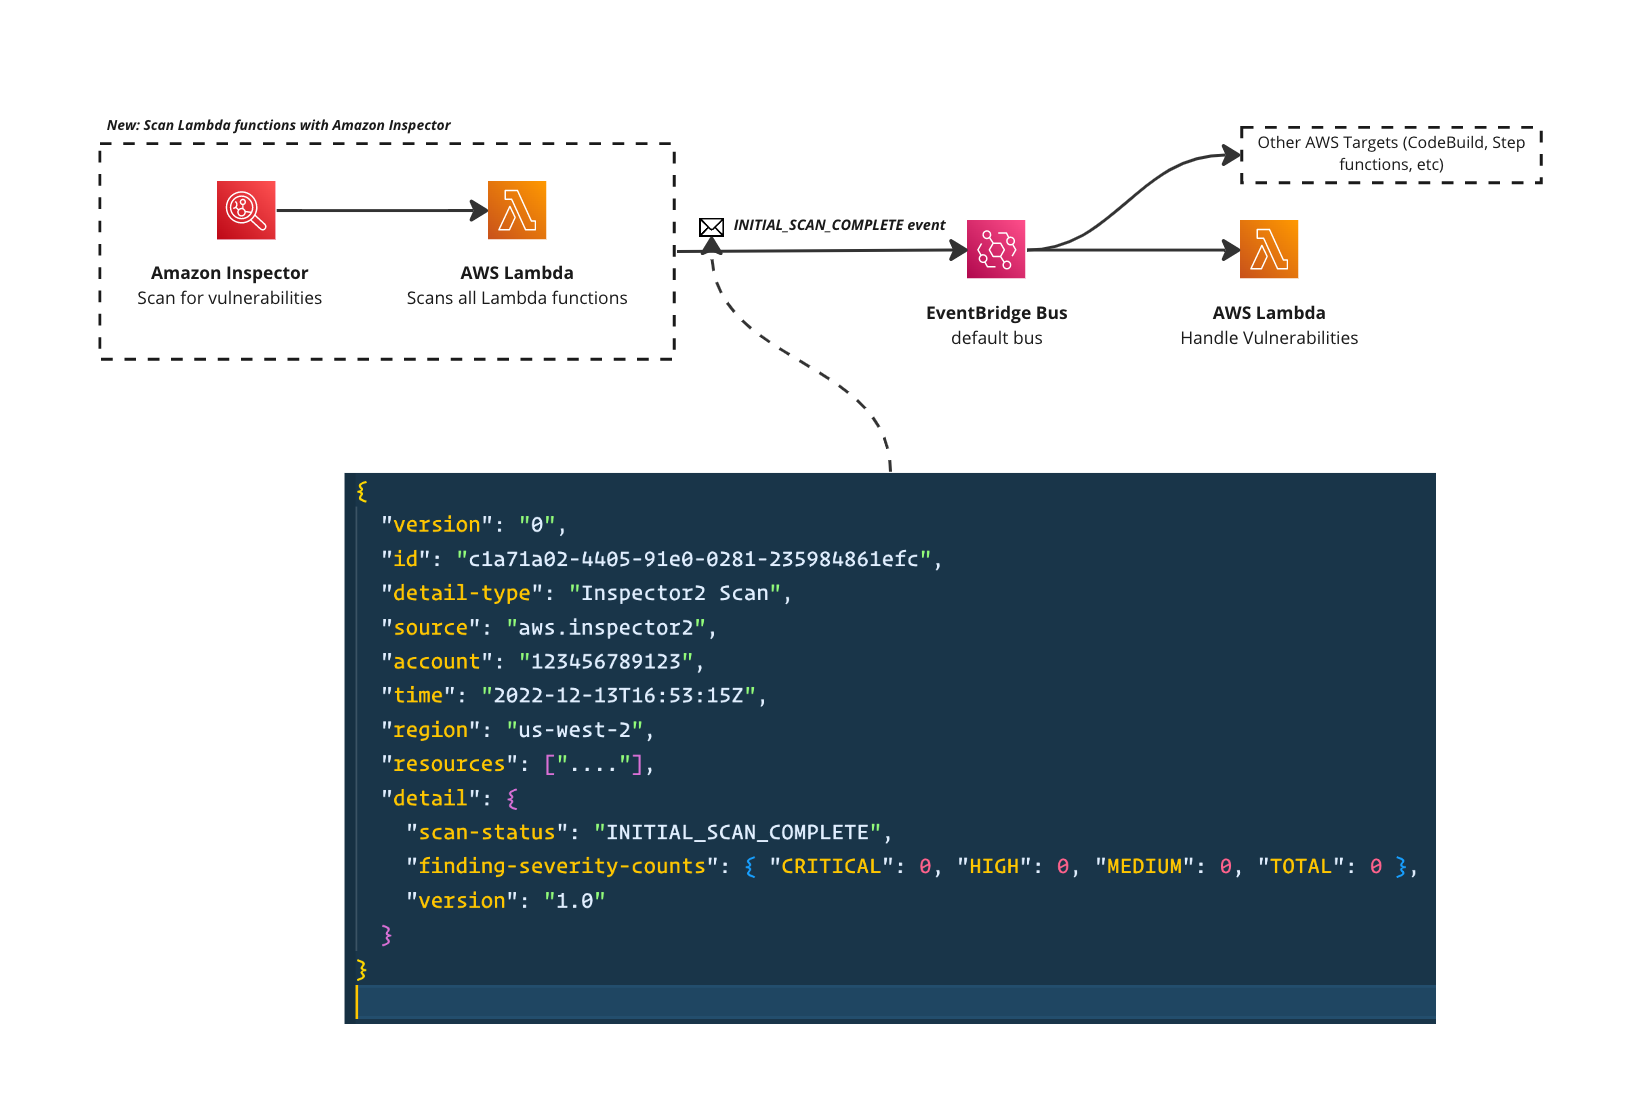 New: Scan Lambda functions with Amazon Inspector
Amazon Inspector
Scan for vulnerabilities
AWS Lambda
Scans all Lambda functions
INITIAL_SCAN_COMPLETE event
EventBridge Bus
default bus
Other AWS Targets (CodeBuild, Step
functions, etc)
AWS Lambda
Handle Vulnerabilities
{
  "version": "0",
  "id": "c1a71a02-4405-91e0-0281-235984861efc",
  "detail-type": "Inspector2 Scan",
  "source": "aws.inspector2",
  "account": "123456789123",
  "time": "2022-12-13T16:53:15Z",
  "region": "us-west-2",
  "resources": ["...."],
  "detail": {
    "scan-status": "INITIAL_SCAN_COMPLETE",
    "finding-severity-counts": { "CRITICAL": 0, "HIGH": 0, "MEDIUM": 0, "TOTAL": 0 },
    "version": "1.0"
  }
}